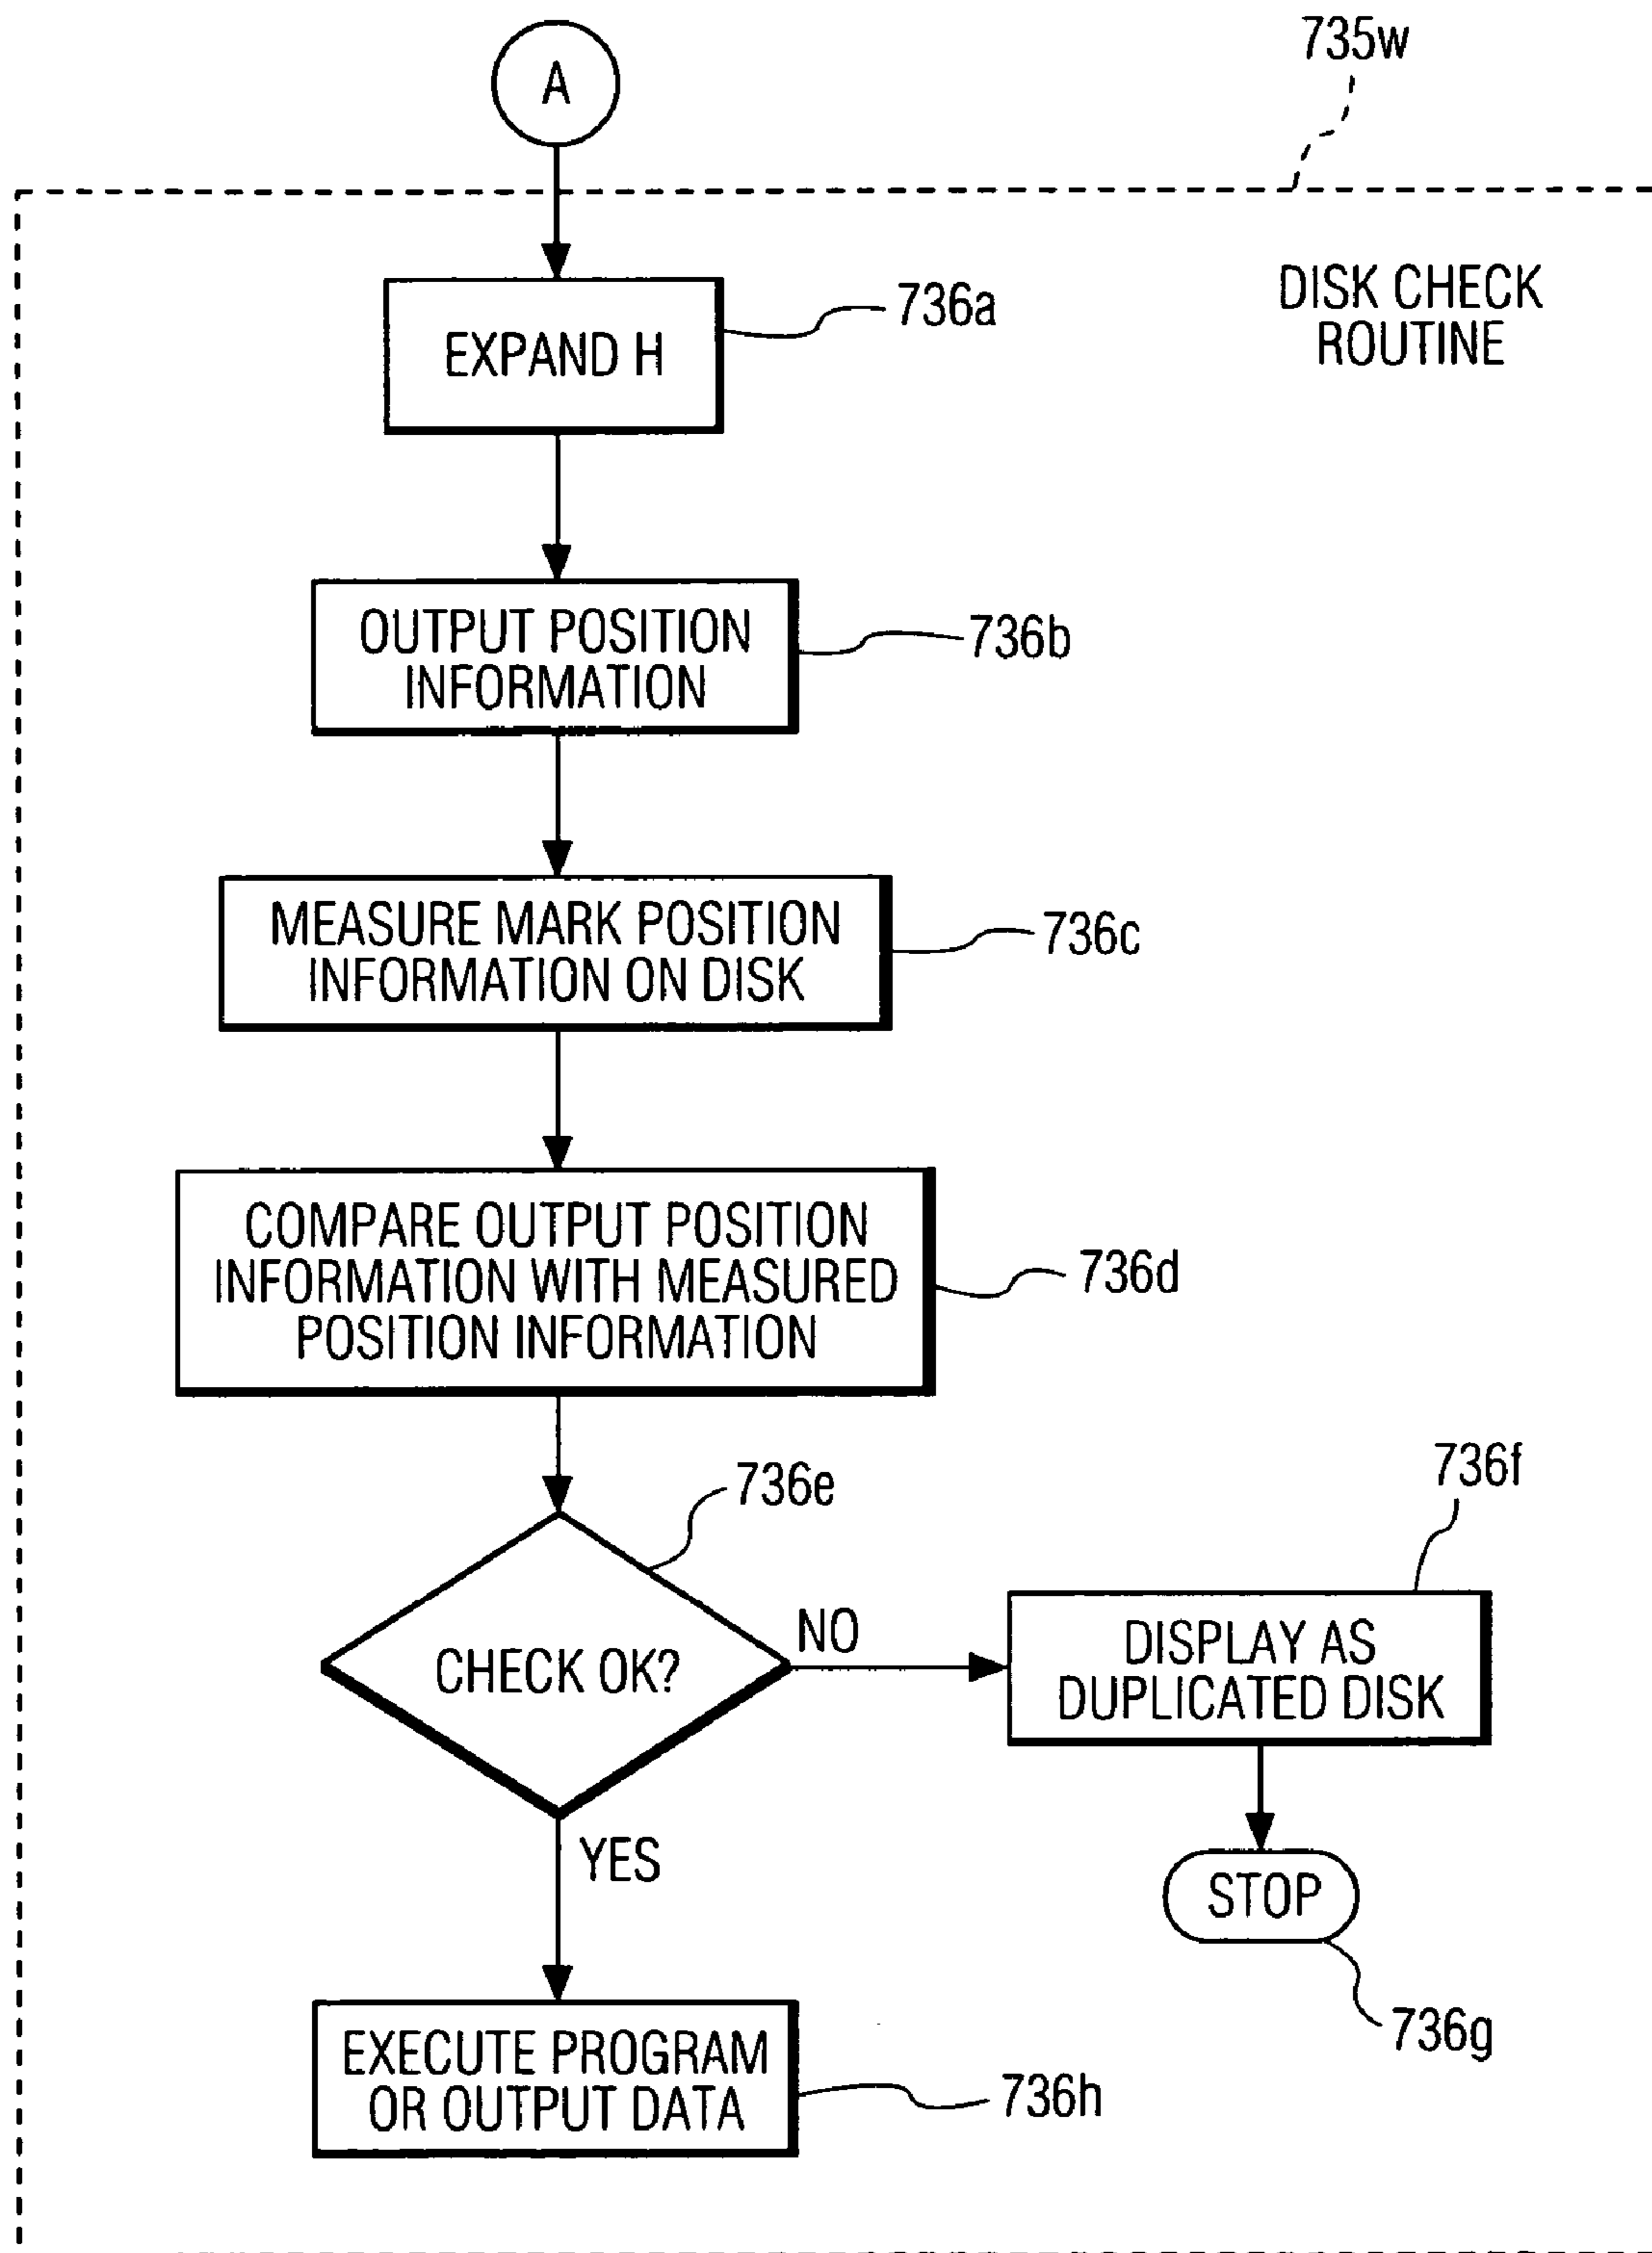 735w
A
DISK CHECK
ROUTINE
EXPAND H
736a
OUTPUT POSITION
INFORMATION
736b
MEASURE MARK POSITION
INFORMATION ON DISK
736c
COMPARE OUTPUT POSITION
INFORMATION WITH MEASURED
POSITION INFORMATION
736d
736e
CHECK OK?
NO
736f
DISPLAY AS
DUPLICATED DISK
YES
STOP
736g
EXECUTE PROGRAM
OR OUTPUT DATA
736h